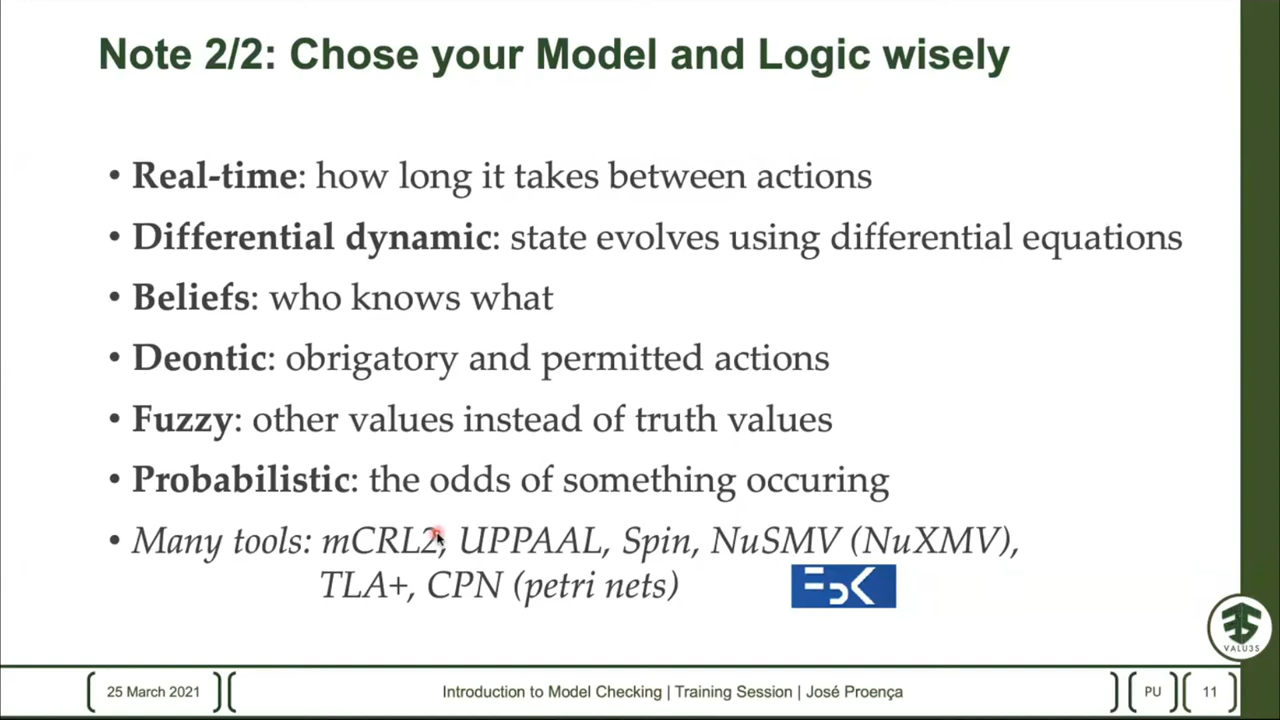 Note 2/2: Chose your Model and Logic wisely
• Real-time: how long it takes between actions
• Differential dynamic: state evolves using differential equations
• Beliefs: who knows what
• Deontic: obrigatory and permitted actions
• Fuzzy: other values instead of truth values
• Probabilistic: the odds of something occuring
• Many tools: mCRL2, UPPAAL, Spin, NuSMV (NuXMV),
TLA+, CPN (petri nets)
FBK
VALU3S
25 March 2021
Introduction to Model Checking | Training Session | José Proença
PU
11